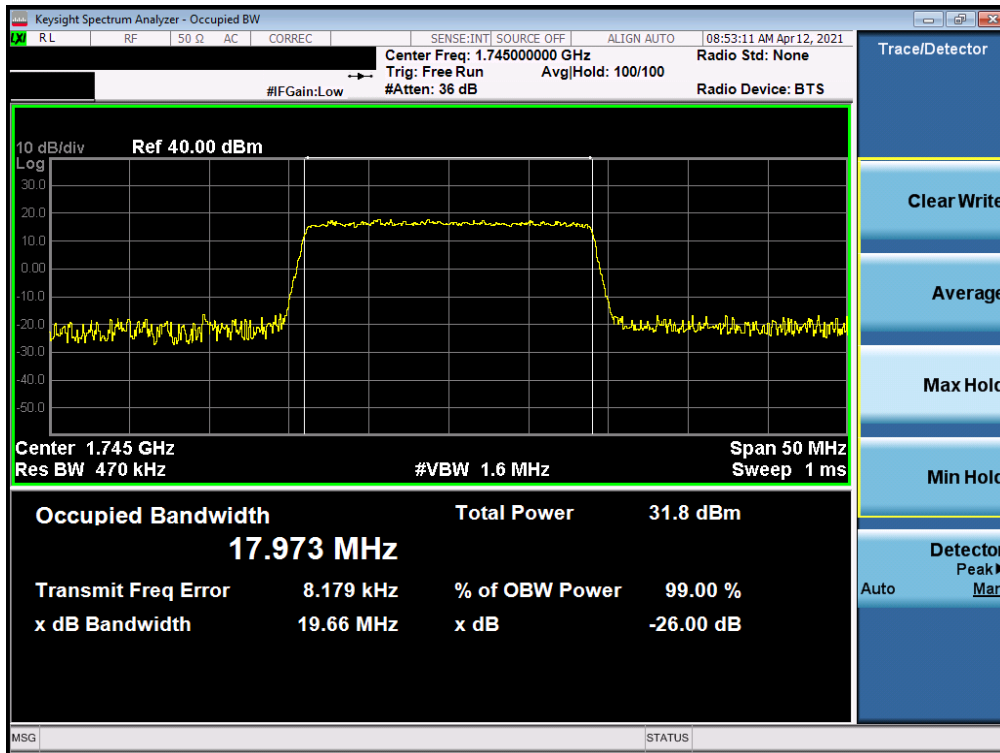 Keysight Spectrum Analyzer - Occupied BW
LXI RL RF 50 Ω AC CORREC SENSE:INT SOURCE OFF ALIGN AUTO 08:53:11 AM Apr 12, 2021
Center Freq: 1.745000000 GHz Radio Std: None
Trig: Free Run Avg|Hold: 100/100
#IFGain:Low #Atten: 36 dB Radio Device: BTS
Trace/Detector
10 dB/div Ref 40.00 dBm
Log
30.0
20.0
10.0
0.00
-10.0
-20.0
-30.0
-40.0
-50.0
Center 1.745 GHz Span 50 MHz
Res BW 470 kHz #VBW 1.6 MHz Sweep 1 ms
Occupied Bandwidth Total Power 31.8 dBm
17.973 MHz
Transmit Freq Error 8.179 kHz % of OBW Power 99.00 %
x dB Bandwidth 19.66 MHz x dB -26.00 dB
Clear Write
Average
Max Hold
Min Hold
Detector
Peak
Auto Man
MSG STATUS